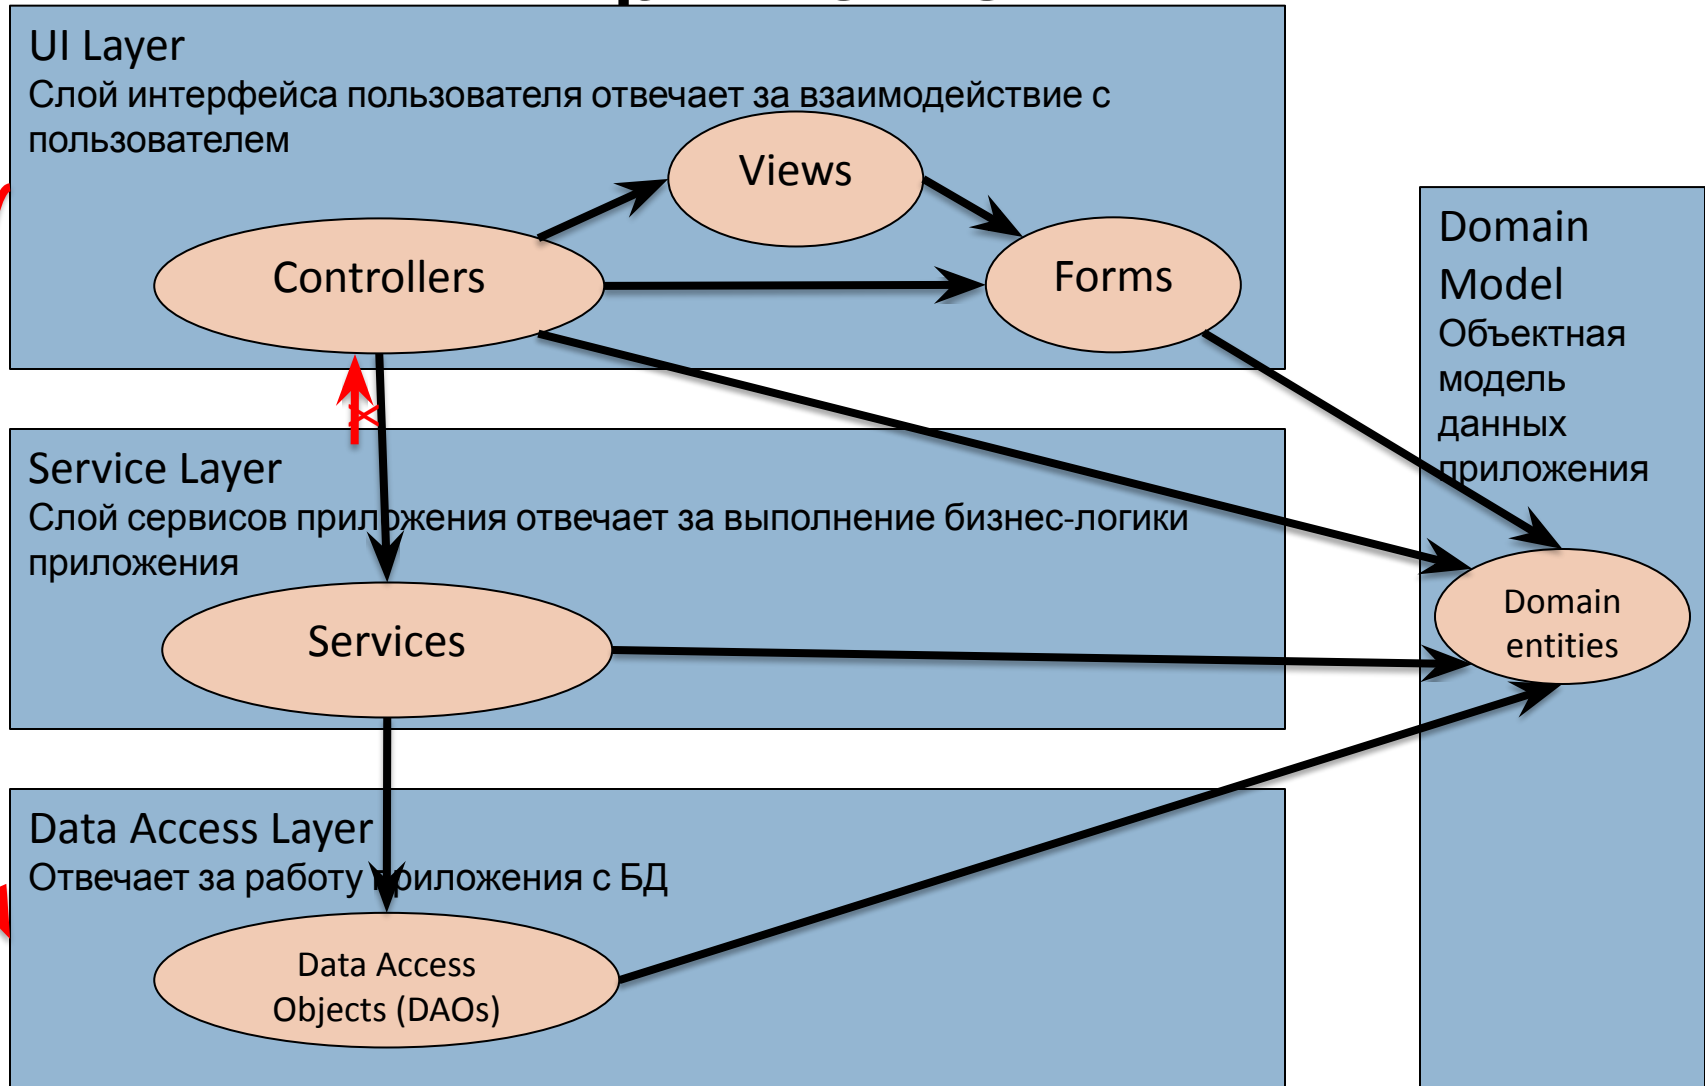 UI Layer
Слой интерфейса пользователя отвечает за взаимодействие с
пользователем
Views
Controllers
Forms
Domain
Model
Объектная
модель
данных
приложения
Service Layer
Слой сервисов приложения отвечает за выполнение бизнес-логики
приложения
Services
Domain
entities
Data Access Layer
Отвечает за работу приложения с БД
Data Access
Objects (DAOs)